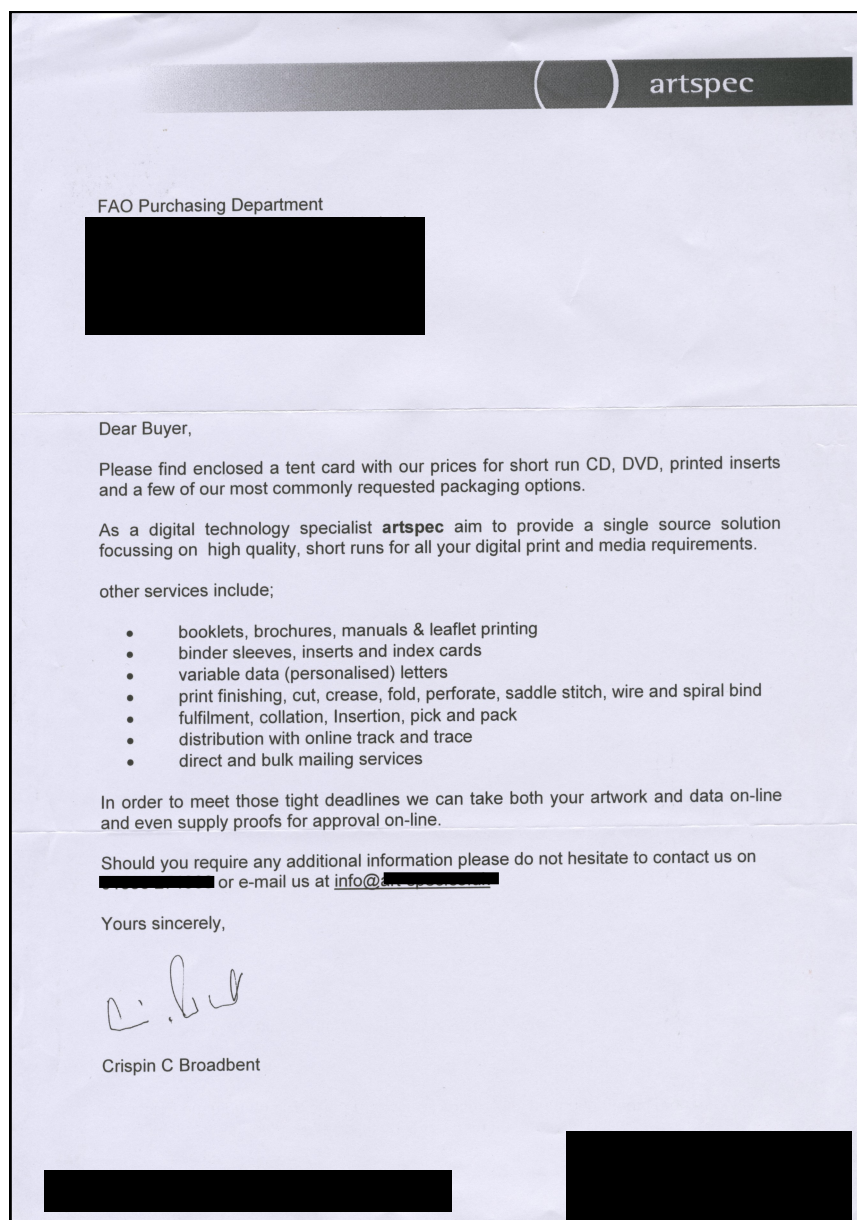 artspec
FAO Purchasing Department
Dear Buyer,
Please find enclosed a tent card with our prices for short run CD, DVD, printed inserts
and a few of our most commonly requested packaging options.
As a digital technology specialist artspec aim to provide a single source solution
focussing on  high quality, short runs for all your digital print and media requirements.
other services include;
• booklets, brochures, manuals & leaflet printing
• binder sleeves, inserts and index cards
• variable data (personalised) letters
• print finishing, cut, crease, fold, perforate, saddle stitch, wire and spiral bind
• fulfilment, collation, Insertion, pick and pack
• distribution with online track and trace
• direct and bulk mailing services
In order to meet those tight deadlines we can take both your artwork and data on-line
and even supply proofs for approval on-line.
Should you require any additional information please do not hesitate to contact us on
or e-mail us at info@
Yours sincerely,
Crispin C Broadbent